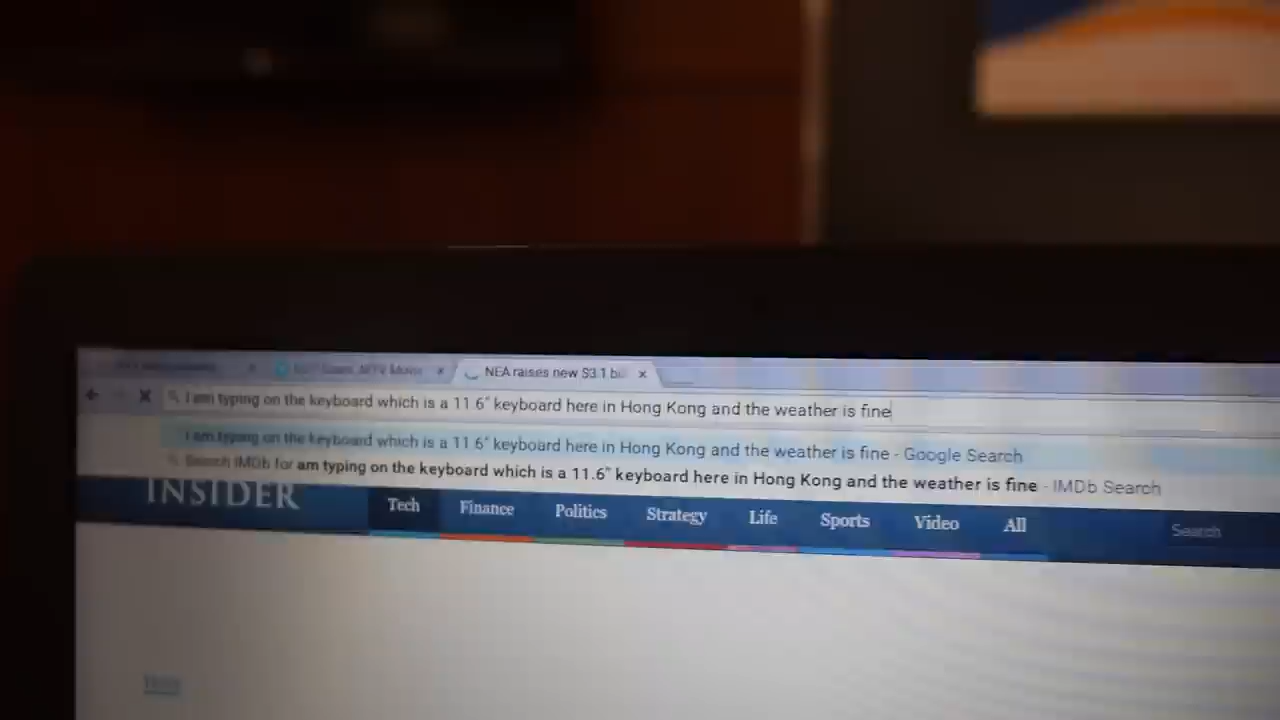 NEA raises new $3.1 bi
I am typing on the keyboard which is a 11.6" keyboard here in Hong Kong and the weather is fine
I am typing on the keyboard which is a 11.6" keyboard here in Hong Kong and the weather is fine - Google Search
Search IMDb for am typing on the keyboard which is a 11.6" keyboard here in Hong Kong and the weather is fine - IMDb Search
INSIDER
Tech Finance Politics Strategy Life Sports Video All Search